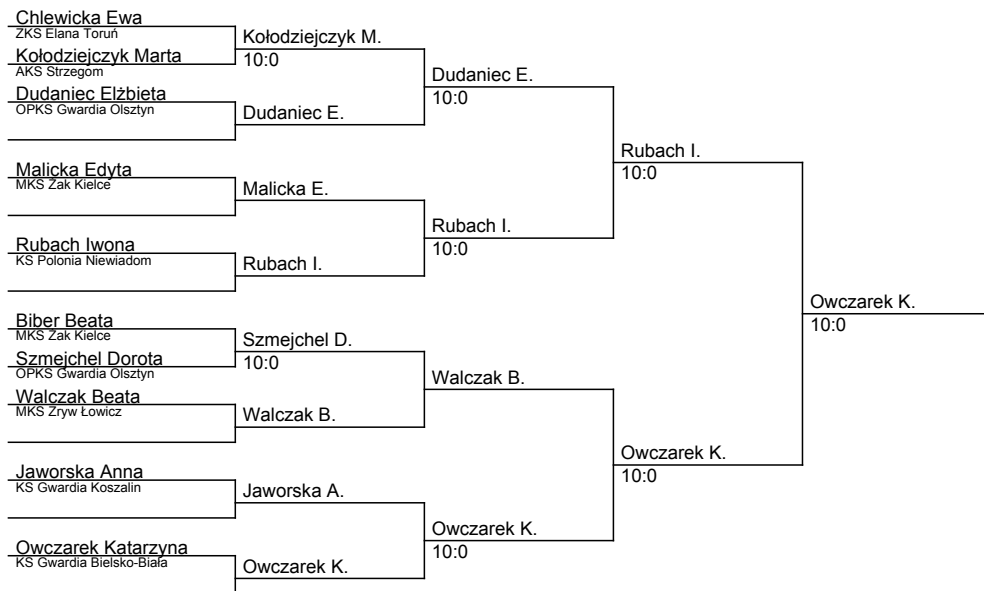 Chlewicka Ewa
ZKS Elana Toruń
Kołodziejczyk Marta
AKS Strzegom
Dudaniec Elżbieta
OPKS Gwardia Olsztyn
Malicka Edyta
MKS Żak Kielce
Rubach Iwona
KS Polonia Niewiadom
Biber Beata
MKS Żak Kielce
Szmejchel Dorota
OPKS Gwardia Olsztyn
Walczak Beata
MKS Zryw Łowicz
Jaworska Anna
KS Gwardia Koszalin
Owczarek Katarzyna
KS Gwardia Bielsko-Biała
Kołodziejczyk M.
10:0
Dudaniec E.
Malicka E.
Rubach I.
Szmejchel D.
10:0
Walczak B.
Jaworska A.
Owczarek K.
Dudaniec E.
10:0
Rubach I.
10:0
Walczak B.
Owczarek K.
10:0
Rubach I.
10:0
Owczarek K.
10:0
Owczarek K.
10:0